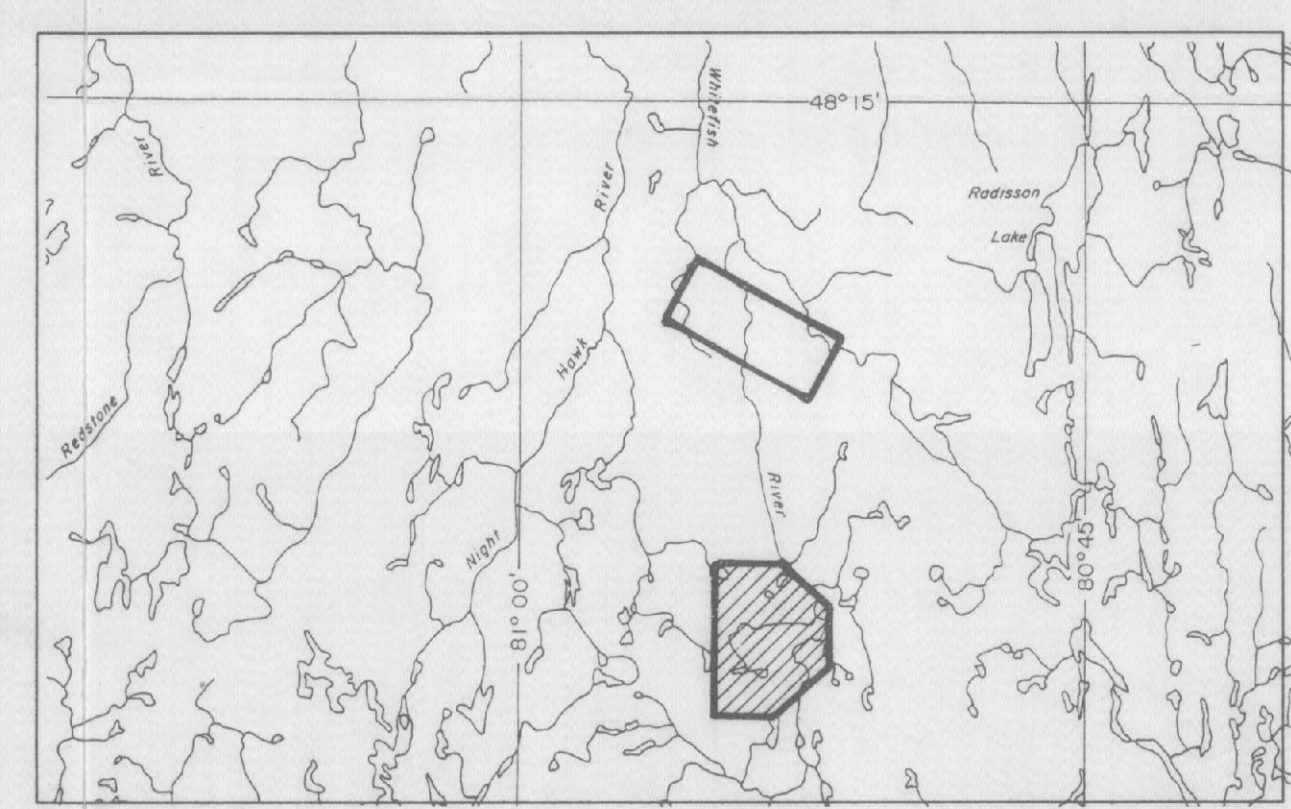 Whitefish
48° 15'
River
River
Radisson
Lake
Hawk
Redstone
River
Night
81° 00'
80° 45'